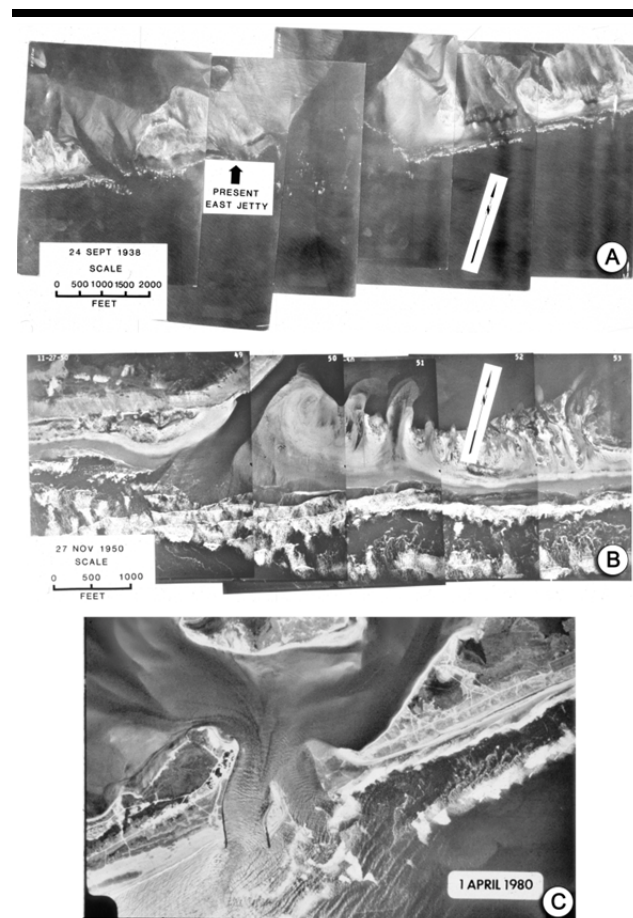 PRESENT
EAST JETTY
24 SEPT 1938
SCALE
0 500 1000 1500 2000
FEET
A
11-27-50
49
50
51
52
53
27 NOV 1950
SCALE
0 500 1000
FEET
B
1 APRIL 1980
C